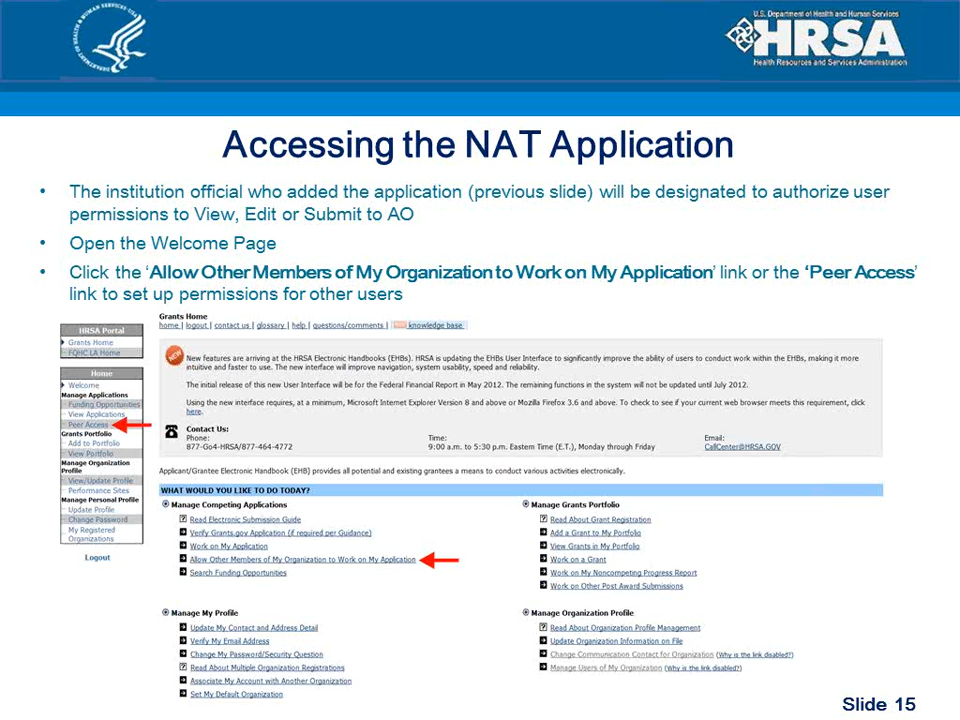 DEPARTMENT OF HEALTH & HUMAN SERVICES • USA
U.S. Department of Health and Human Services
HRSA
Health Resources and Services Administration
Accessing the NAT Application
• The institution official who added the application (previous slide) will be designated to authorize user
permissions to View, Edit or Submit to AO
• Open the Welcome Page
• Click the ‘Allow Other Members of My Organization to Work on My Application’ link or the ‘Peer Access’
link to set up permissions for other users
HRSA Portal
Grants Home
FQHC LA Home
Home
Welcome
Manage Applications
Funding Opportunities
View Applications
Peer Access
Grants Portfolio
Add to Portfolio
View Portfolio
Manage Organization
Profile
View/Update Profile
Performance Sites
Manage Personal Profile
Update Profile
Change Password
My Registered
Organizations
Logout
Grants Home
home | logout | contact us | glossary | help | questions/comments | knowledge base
NEW
New features are arriving at the HRSA Electronic Handbooks (EHBs). HRSA is updating the EHBs User Interface to significantly improve the ability of users to conduct work within the EHBs, making it more
intuitive and faster to use. The new interface will improve navigation, system usability, speed and reliability.
The initial release of this new User Interface will be for the Federal Financial Report in May 2012. The remaining functions in the system will not be updated until July 2012.
Using the new interface requires, at a minimum, Microsoft Internet Explorer Version 8 and above or Mozilla Firefox 3.6 and above. To check to see if your current web browser meets this requirement, click
here.
Contact Us:
Phone: Time: Email:
877-Go4-HRSA/877-464-4772 9:00 a.m. to 5:30 p.m. Eastern Time (E.T.), Monday through Friday CallCenter@HRSA.GOV
Applicant/Grantee Electronic Handbook (EHB) provides all potential and existing grantees a means to conduct various activities electronically.
WHAT WOULD YOU LIKE TO DO TODAY?
Manage Competing Applications
Read Electronic Submission Guide
Verify Grants.gov Application (if required per Guidance)
Work on My Application
Allow Other Members of My Organization to Work on My Application
Search Funding Opportunities
Manage Grants Portfolio
Read About Grant Registration
Add a Grant to My Portfolio
View Grants in My Portfolio
Work on a Grant
Work on My Noncompeting Progress Report
Work on Other Post Award Submissions
Manage My Profile
Update My Contact and Address Detail
Verify My Email Address
Change My Password/Security Question
Read About Multiple Organization Registrations
Associate My Account with Another Organization
Set My Default Organization
Manage Organization Profile
Read About Organization Profile Management
Update Organization Information on File
Change Communication Contact for Organization (Why is the link disabled?)
Manage Users of My Organization (Why is the link disabled?)
Slide 15